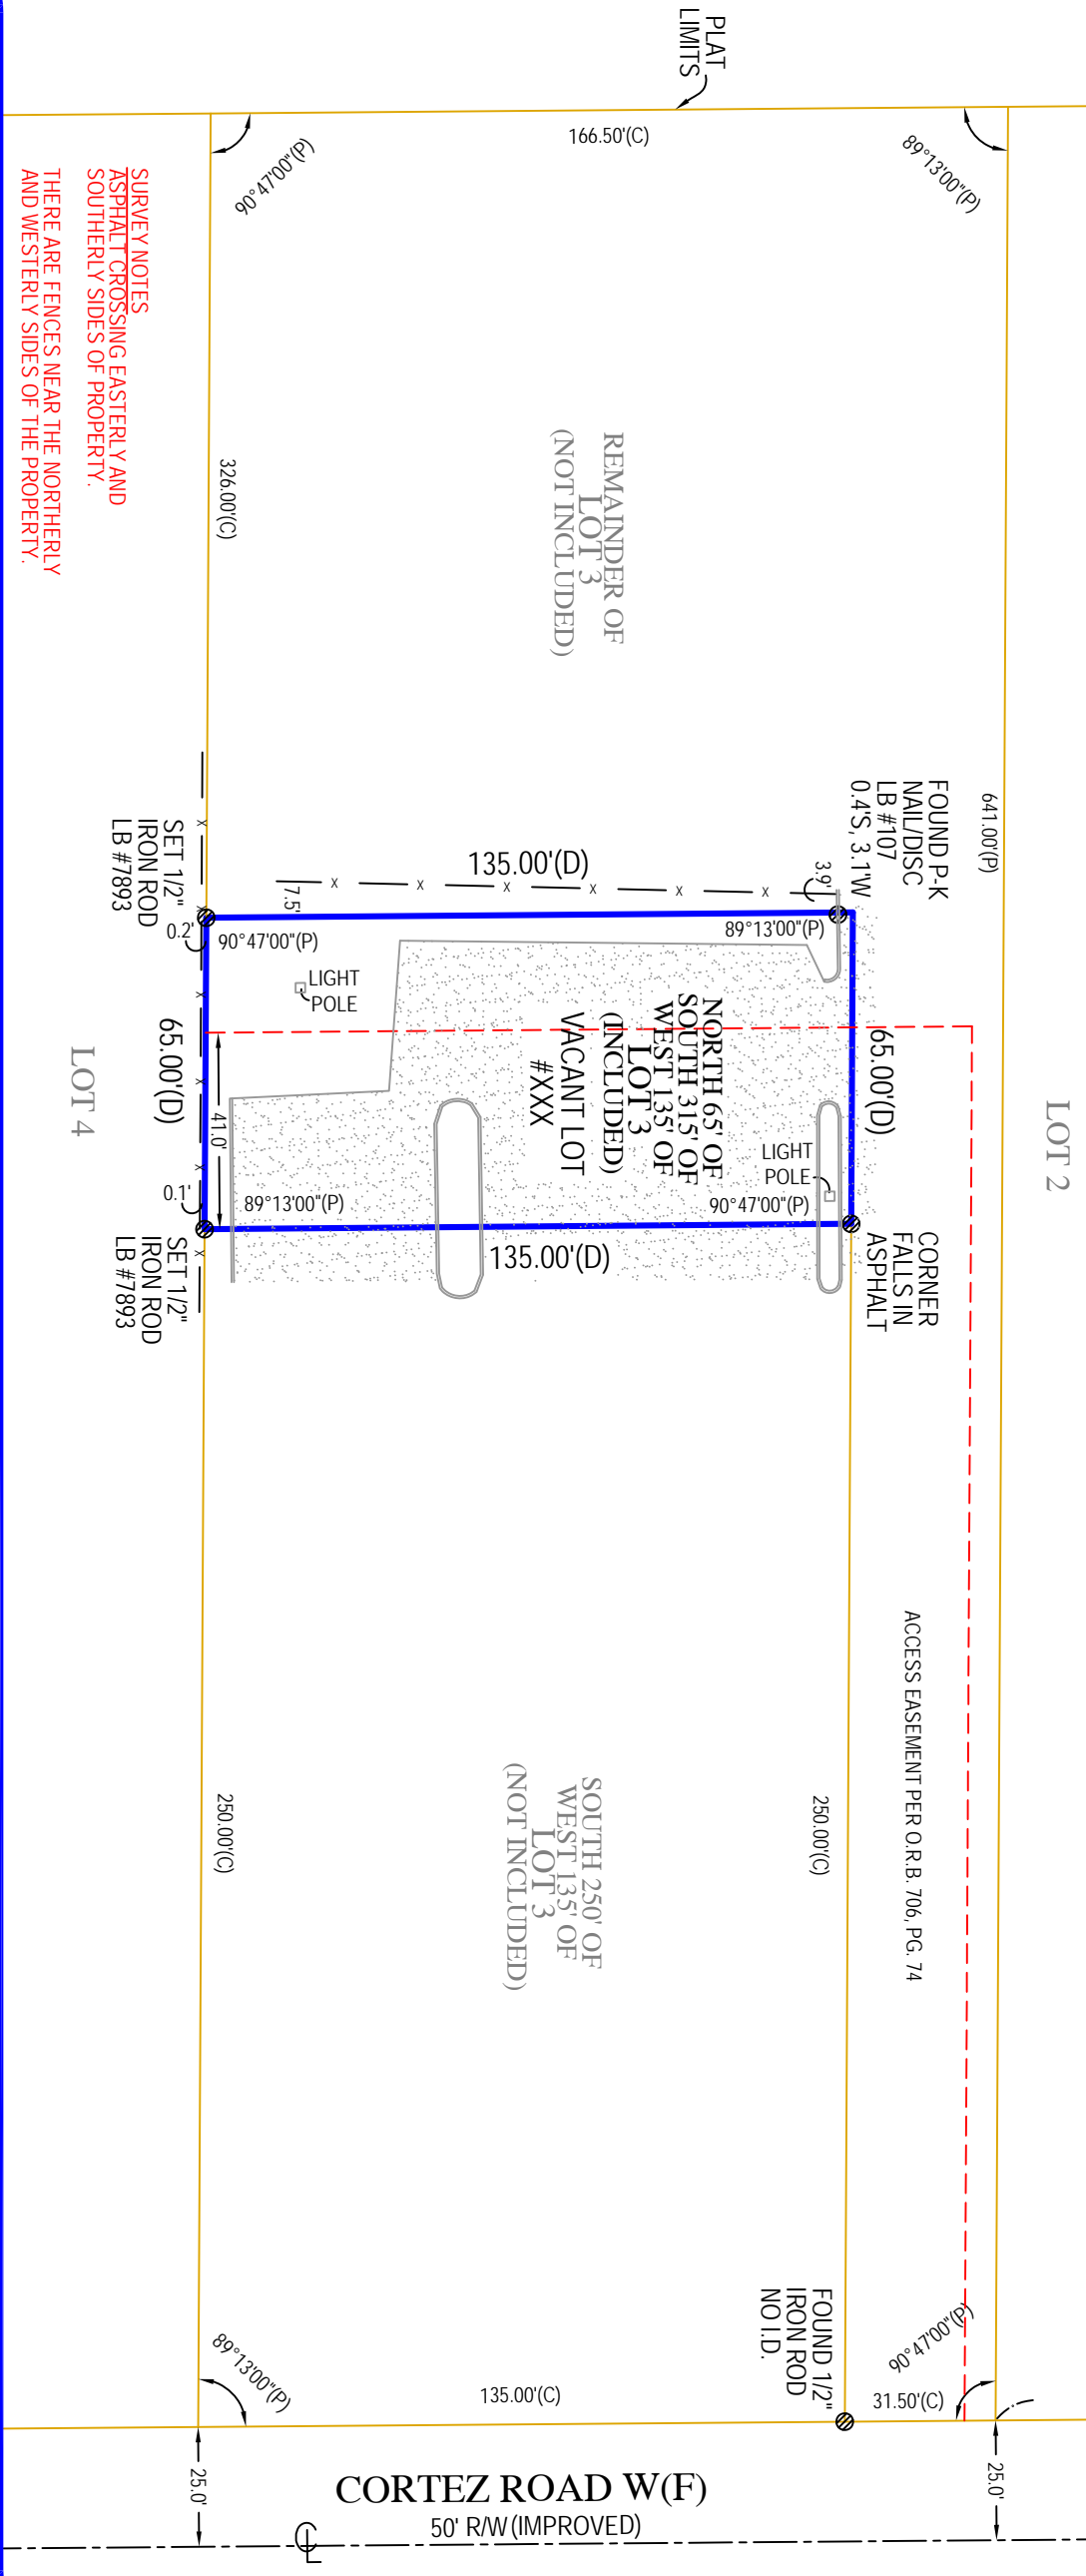 PLAT
LIMITS
166.50'(C)
90°47'00"(P)
89°13'00"(P)
SURVEY NOTES
ASPHALT CROSSING EASTERLY AND
SOUTHERLY SIDES OF PROPERTY.
THERE ARE FENCES NEAR THE NORTHERLY
AND WESTERLY SIDES OF THE PROPERTY.
326.00'(C)
REMAINDER OF
LOT 3
(NOT INCLUDED)
641.00'(P)
FOUND P-K
NAIL/DISC
LB #107
0.4'S, 3.1'W
SET 1/2"
IRON ROD
LB #7893
135.00'(D)
3.9'
7.5'
0.2'
90°47'00"(P)
89°13'00"(P)
LIGHT
POLE
65.00'(D)
LOT 4
41.0'
NORTH 65' OF
SOUTH 315' OF
WEST 135' OF
LOT 3
(INCLUDED)
VACANT LOT
#XXX
65.00'(D)
LOT 2
LIGHT
POLE
0.1'
89°13'00"(P)
90°47'00"(P)
135.00'(D)
SET 1/2"
IRON ROD
LB #7893
CORNER
FALLS IN
ASPHALT
ACCESS EASEMENT PER O.R.B. 706, PG. 74
250.00'(C)
250.00'(C)
SOUTH 250' OF
WEST 135' OF
LOT 3
(NOT INCLUDED)
FOUND 1/2"
IRON ROD
NO I.D.
90°47'00"(P)
89°13'00"(P)
135.00'(C)
31.50'(C)
25.0'
25.0'
CORTEZ ROAD W(F)
50' R/W (IMPROVED)
℄